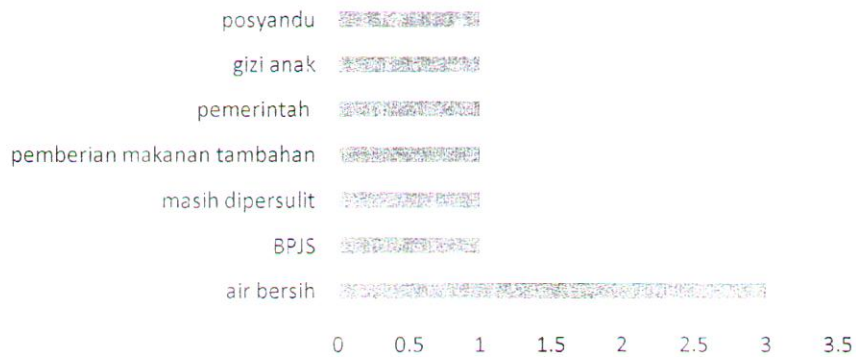 posyandu
gizi anak
pemerintah
pemberian makanan tambahan
masih dipersulit
BPJS
air bersih
0 0.5 1 1.5 2 2.5 3 3.5